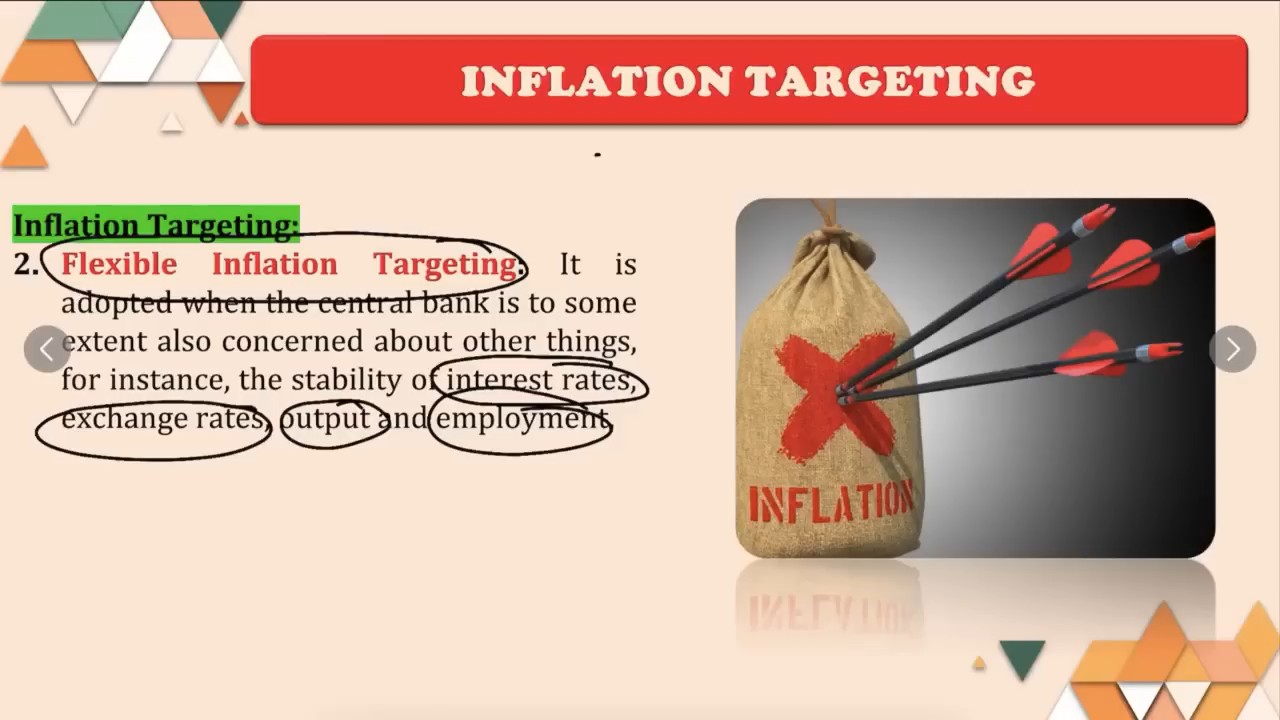 INFLATION TARGETING
Inflation Targeting:
2. Flexible Inflation Targeting: It is
adopted when the central bank is to some
extent also concerned about other things,
for instance, the stability of interest rates,
exchange rates, output and employment.
INFLATION